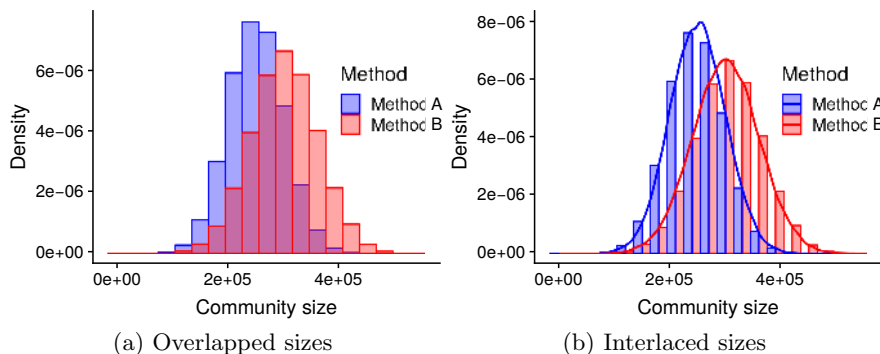 6e−06
4e−06
2e−06
0e+00
Density
0e+00
2e+05
4e+05
Community size
Method
Method A
Method B
(a) Overlapped sizes
8e−06
6e−06
4e−06
2e−06
0e+00
Density
0e+00
2e+05
4e+05
Community size
Method
Method A
Method B
(b) Interlaced sizes